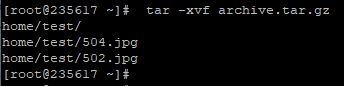 [root@235617 ~]#  tar -xvf archive.tar.gz
home/test/
home/test/504.jpg
home/test/502.jpg
[root@235617 ~]#